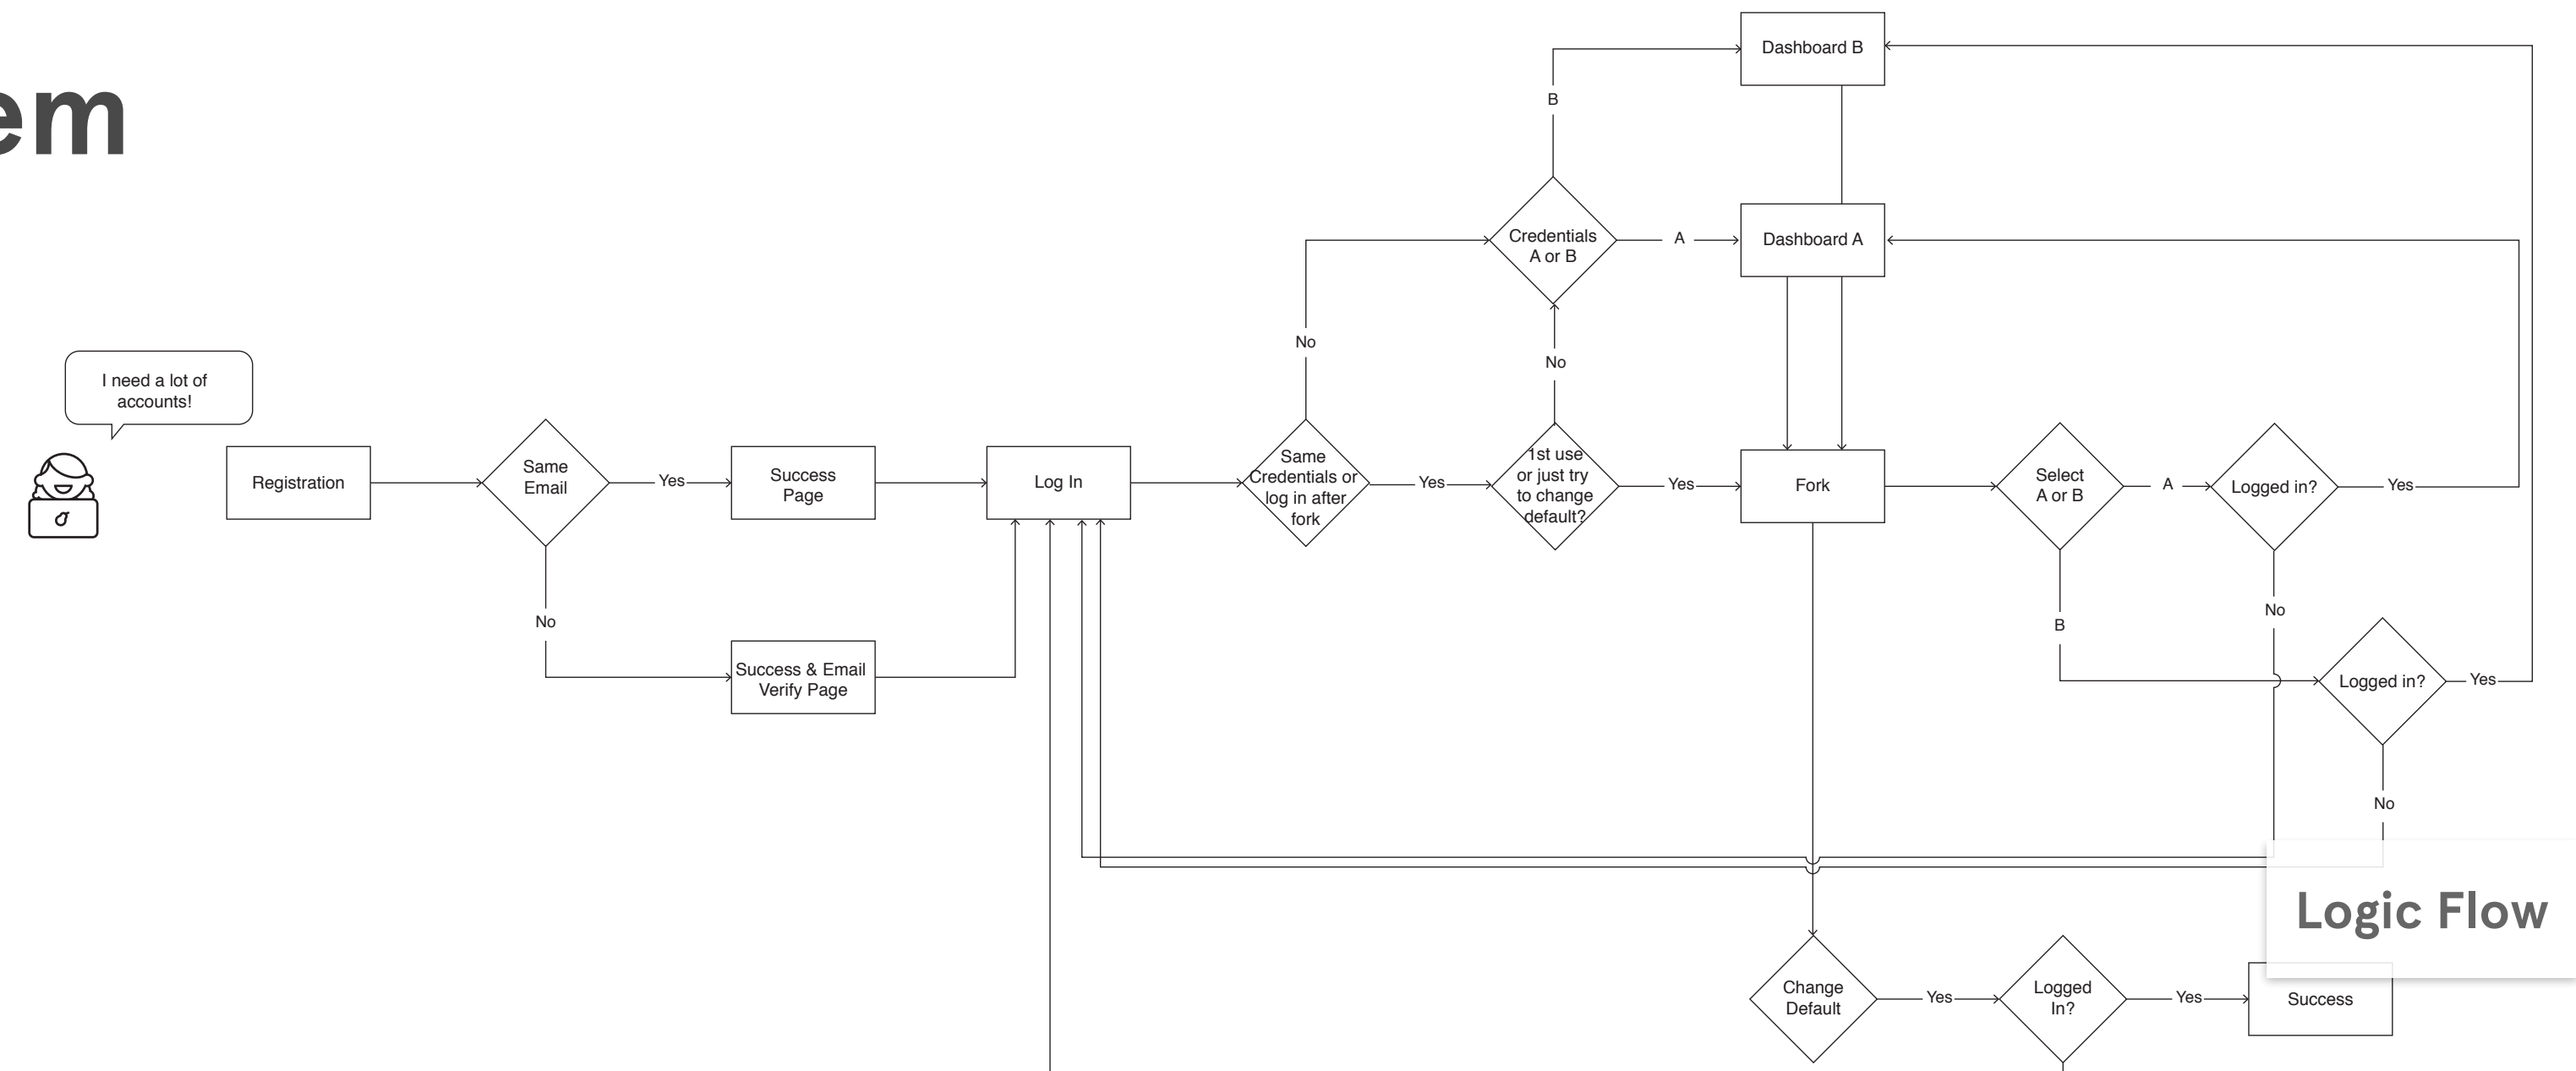 em
I need a lot of
accounts!
Registration
Same
Email
Yes
No
Success
Page
Success & Email
Verify Page
Log In
Same
Credentials or
log in after
fork
No
Yes
1st use
or just try
to change
default?
No
Yes
Credentials
A or B
B
A
Dashboard B
Dashboard A
Fork
Select
A or B
A
B
Logged in?
Yes
No
Logged in?
Yes
No
Logic Flow
Change
Default
Yes
Logged
In?
Yes
Success